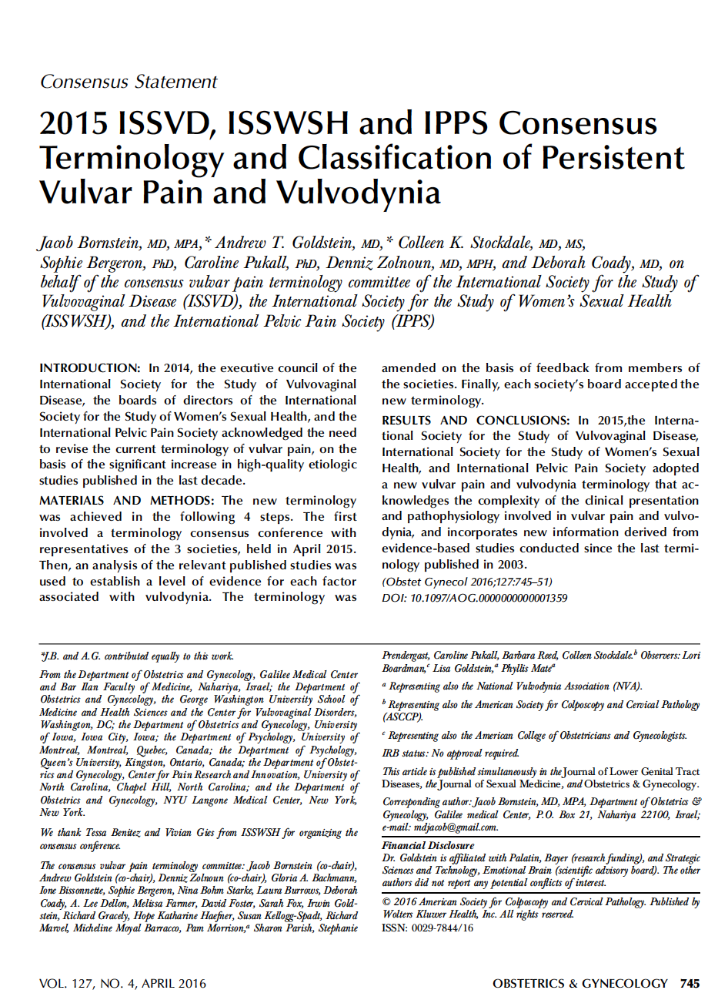 Consensus Statement
2015 ISSVD, ISSWSH and IPPS Consensus
Terminology and Classification of Persistent
Vulvar Pain and Vulvodynia
Jacob Bornstein, MD, MPA,* Andrew T. Goldstein, MD,* Colleen K. Stockdale, MD, MS,
Sophie Bergeron, PhD, Caroline Pukall, PhD, Denniz Zolnoun, MD, MPH, and Deborah Coady, MD, on
behalf of the consensus vulvar pain terminology committee of the International Society for the Study of
Vulvovaginal Disease (ISSVD), the International Society for the Study of Women's Sexual Health
(ISSWSH), and the International Pelvic Pain Society (IPPS)
INTRODUCTION: In 2014, the executive council of the
International Society for the Study of Vulvovaginal
Disease, the boards of directors of the International
Society for the Study of Women's Sexual Health, and the
International Pelvic Pain Society acknowledged the need
to revise the current terminology of vulvar pain, on the
basis of the significant increase in high-quality etiologic
studies published in the last decade.
MATERIALS AND METHODS: The new terminology
was achieved in the following 4 steps. The first
involved a terminology consensus conference with
representatives of the 3 societies, held in April 2015.
Then, an analysis of the relevant published studies was
used to establish a level of evidence for each factor
associated with vulvodynia. The terminology was
amended on the basis of feedback from members of
the societies. Finally, each society's board accepted the
new terminology.
RESULTS AND CONCLUSIONS: In 2015,the Interna-
tional Society for the Study of Vulvovaginal Disease,
International Society for the Study of Women's Sexual
Health, and International Pelvic Pain Society adopted
a new vulvar pain and vulvodynia terminology that ac-
knowledges the complexity of the clinical presentation
and pathophysiology involved in vulvar pain and vulvo-
dynia, and incorporates new information derived from
evidence-based studies conducted since the last termi-
nology published in 2003.
(Obstet Gynecol 2016;127:745–51)
DOI: 10.1097/AOG.0000000000001359
*J.B. and A.G. contributed equally to this work.
From the Department of Obstetrics and Gynecology, Galilee Medical Center
and Bar Ilan Faculty of Medicine, Nahariya, Israel; the Department of
Obstetrics and Gynecology, the George Washington University School of
Medicine and Health Sciences and the Center for Vulvovaginal Disorders,
Washington, DC; the Department of Obstetrics and Gynecology, University
of Iowa, Iowa City, Iowa; the Department of Psychology, University of
Montreal, Montreal, Quebec, Canada; the Department of Psychology,
Queen's University, Kingston, Ontario, Canada; the Department of Obstet-
rics and Gynecology, Center for Pain Research and Innovation, University of
North Carolina, Chapel Hill, North Carolina; and the Department of
Obstetrics and Gynecology, NYU Langone Medical Center, New York,
New York.
We thank Tessa Benitez and Vivian Gies from ISSWSH for organizing the
consensus conference.
The consensus vulvar pain terminology committee: Jacob Bornstein (co-chair),
Andrew Goldstein (co-chair), Denniz Zolnoun (co-chair), Gloria A. Bachmann,
Ione Bissonnette, Sophie Bergeron, Nina Bohm Starke, Laura Burrows, Deborah
Coady, A. Lee Dellon, Melissa Farmer, David Foster, Sarah Fox, Irwin Gold-
stein, Richard Gracely, Hope Katharine Haefner, Susan Kellogg-Spadt, Richard
Marvel, Micheline Moyal Barracco, Pam Morrison,a Sharon Parish, Stephanie
Prendergast, Caroline Pukall, Barbara Reed, Colleen Stockdale.b Observers: Lori
Boardman,c Lisa Goldstein,a Phyllis Matea
a Representing also the National Vulvodynia Association (NVA).
b Representing also the American Society for Colposcopy and Cervical Pathology
(ASCCP).
c Representing also the American College of Obstetricians and Gynecologists.
IRB status: No approval required.
This article is published simultaneously in the Journal of Lower Genital Tract
Diseases, the Journal of Sexual Medicine, and Obstetrics & Gynecology.
Corresponding author: Jacob Bornstein, MD, MPA, Department of Obstetrics &
Gynecology, Galilee medical Center, P.O. Box 21, Nahariya 22100, Israel;
e-mail: mdjacob@gmail.com.
Financial Disclosure
Dr. Goldstein is affiliated with Palatin, Bayer (research funding), and Strategic
Sciences and Technology, Emotional Brain (scientific advisory board). The other
authors did not report any potential conflicts of interest.
© 2016 American Society for Colposcopy and Cervical Pathology. Published by
Wolters Kluwer Health, Inc. All rights reserved.
ISSN: 0029-7844/16
VOL. 127, NO. 4, APRIL 2016
OBSTETRICS & GYNECOLOGY 745